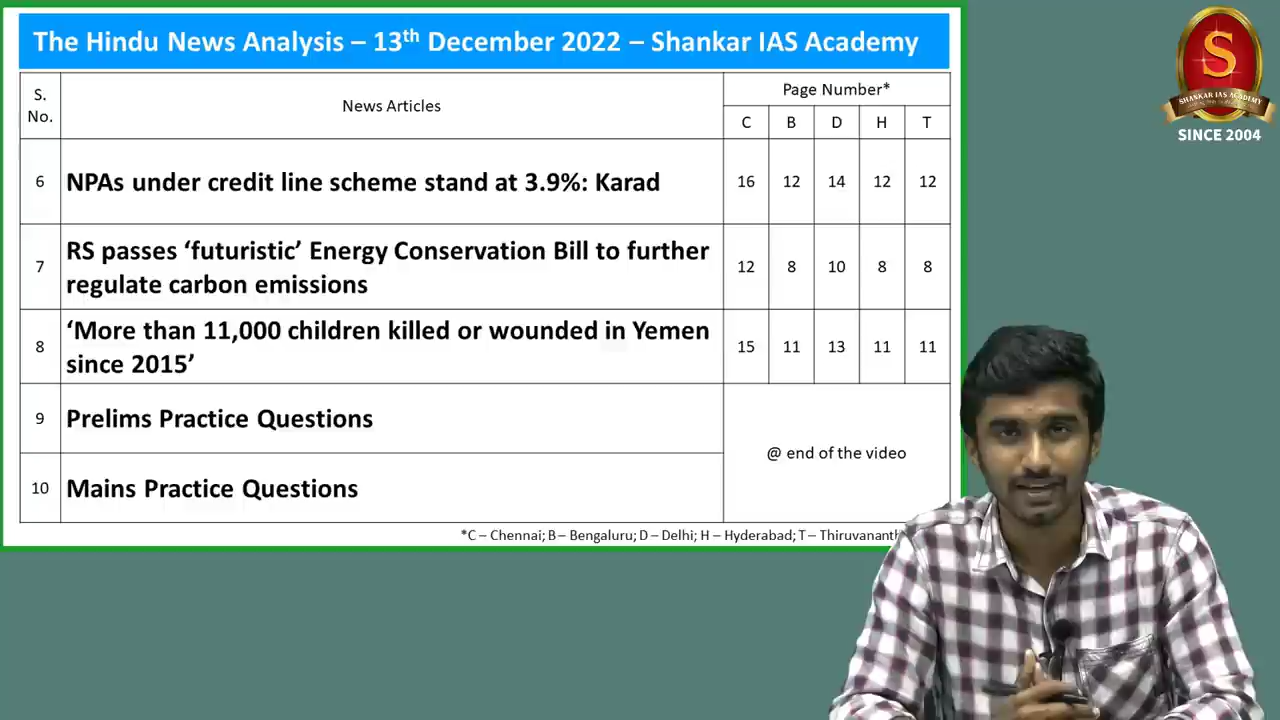 The Hindu News Analysis – 13th December 2022 – Shankar IAS Academy
S. No.
News Articles
Page Number*
C B D H T
6 NPAs under credit line scheme stand at 3.9%: Karad 16 12 14 12 12
7 RS passes ‘futuristic’ Energy Conservation Bill to further
regulate carbon emissions 12 8 10 8 8
8 ‘More than 11,000 children killed or wounded in Yemen
since 2015’ 15 11 13 11 11
9 Prelims Practice Questions
10 Mains Practice Questions
@ end of the video
*C – Chennai; B – Bengaluru; D – Delhi; H – Hyderabad; T –
S
SHANKAR IAS ACADEMY
SINCE 2004